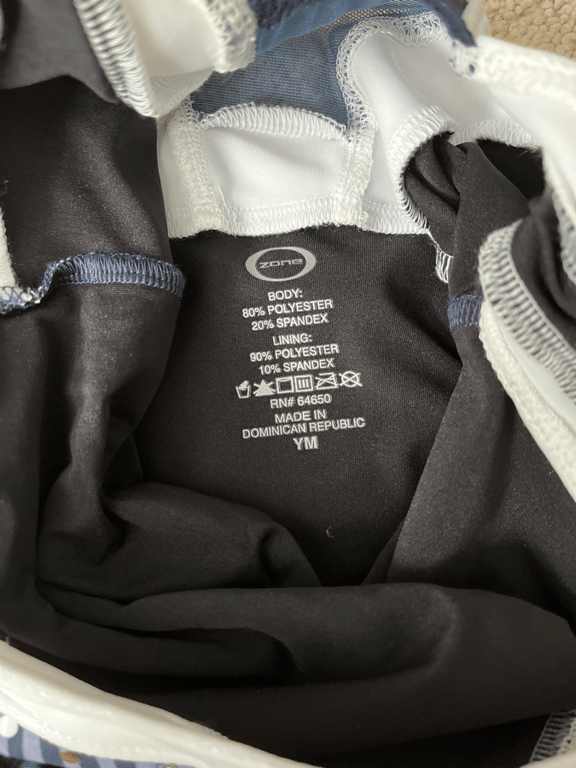 ZONE
BODY:
80% POLYESTER
20% SPANDEX
LINING:
90% POLYESTER
10% SPANDEX
RN# 64650
MADE IN
DOMINICAN REPUBLIC
YM